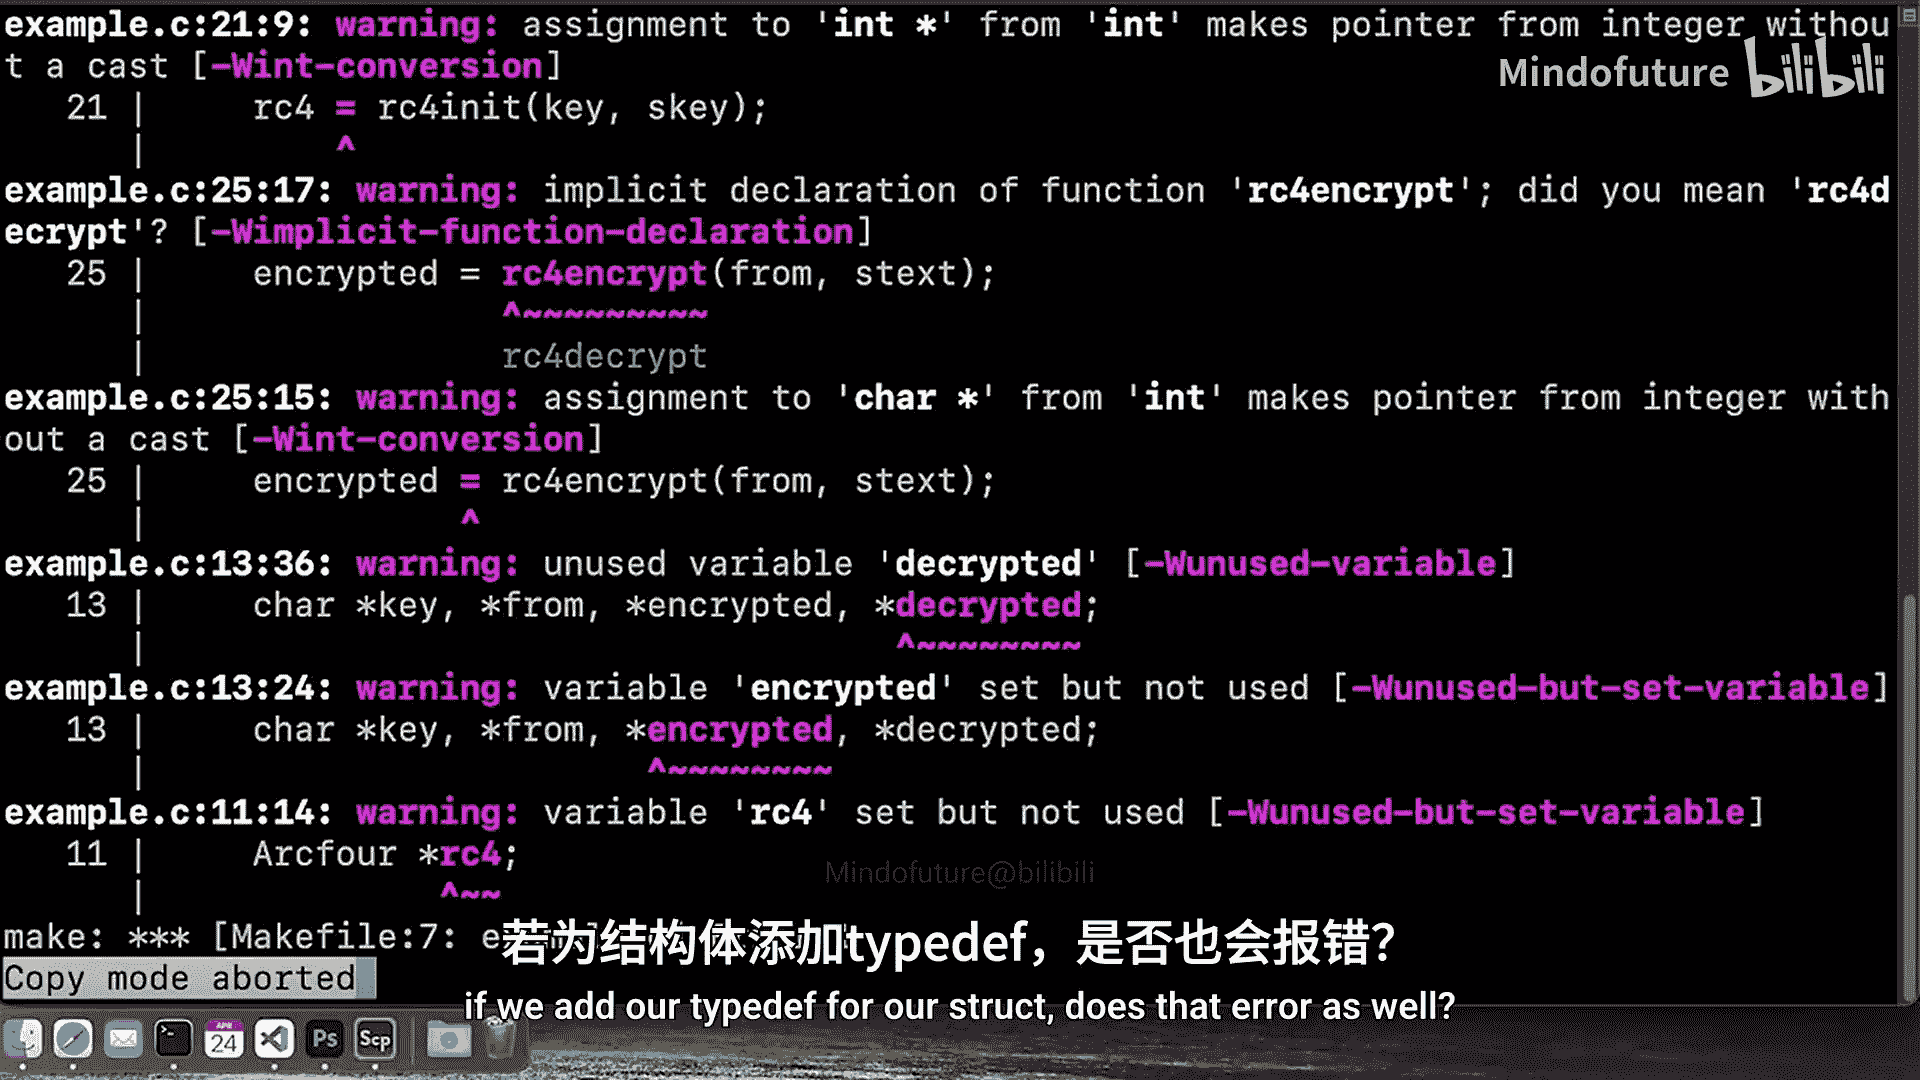 example.c:21:9: warning: assignment to 'int *' from 'int' makes pointer from integer withou
t a cast [-Wint-conversion]
Mindofuture bilibili
21 |     rc4 = rc4init(key, skey);
|         ^
example.c:25:17: warning: implicit declaration of function 'rc4encrypt'; did you mean 'rc4d
ecrypt'? [-Wimplicit-function-declaration]
25 |     encrypted = rc4encrypt(from, stext);
|                 ^~~~~~~~~~
|                 rc4decrypt
example.c:25:15: warning: assignment to 'char *' from 'int' makes pointer from integer with
out a cast [-Wint-conversion]
25 |     encrypted = rc4encrypt(from, stext);
|               ^
example.c:13:36: warning: unused variable 'decrypted' [-Wunused-variable]
13 |     char *key, *from, *encrypted, *decrypted;
|                                    ^~~~~~~~~
example.c:13:24: warning: variable 'encrypted' set but not used [-Wunused-but-set-variable]
13 |     char *key, *from, *encrypted, *decrypted;
|                        ^~~~~~~~~
example.c:11:14: warning: variable 'rc4' set but not used [-Wunused-but-set-variable]
11 |     Arcfour *rc4;
|              ^~~
Mindofuture@bilibili
make: *** [Makefile:7:
若为结构体添加typedef，是否也会报错？
Copy mode aborted
if we add our typedef for our struct, does that error as well?
APR
24
Ps
Scp